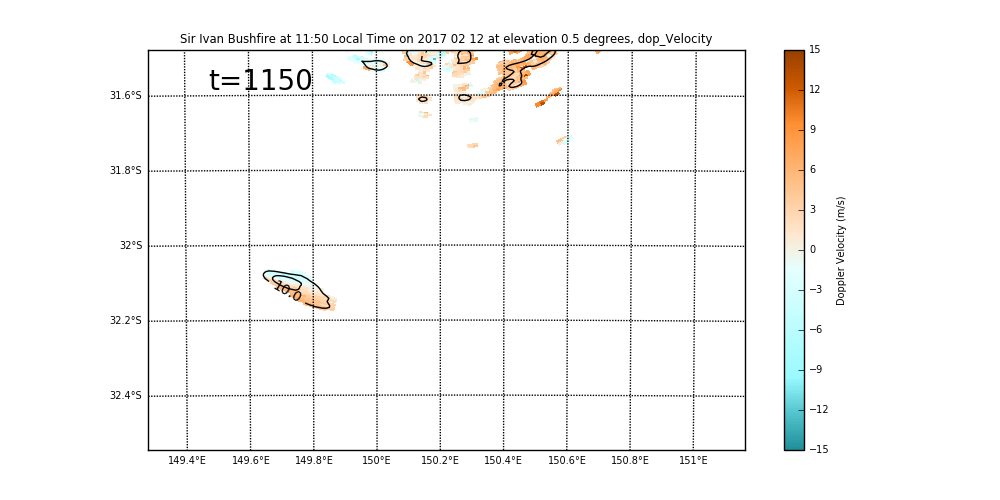 Sir Ivan Bushfire at 11:50 Local Time on 2017 02 12 at elevation 0.5 degrees, dop_Velocity
t=1150
31.6°S
31.8°S
32°S
32.2°S
32.4°S
10.0
149.4°E 149.6°E 149.8°E 150°E 150.2°E 150.4°E 150.6°E 150.8°E 151°E
15
12
9
6
3
0
−3
−6
−9
−12
−15
Doppler Velocity (m/s)